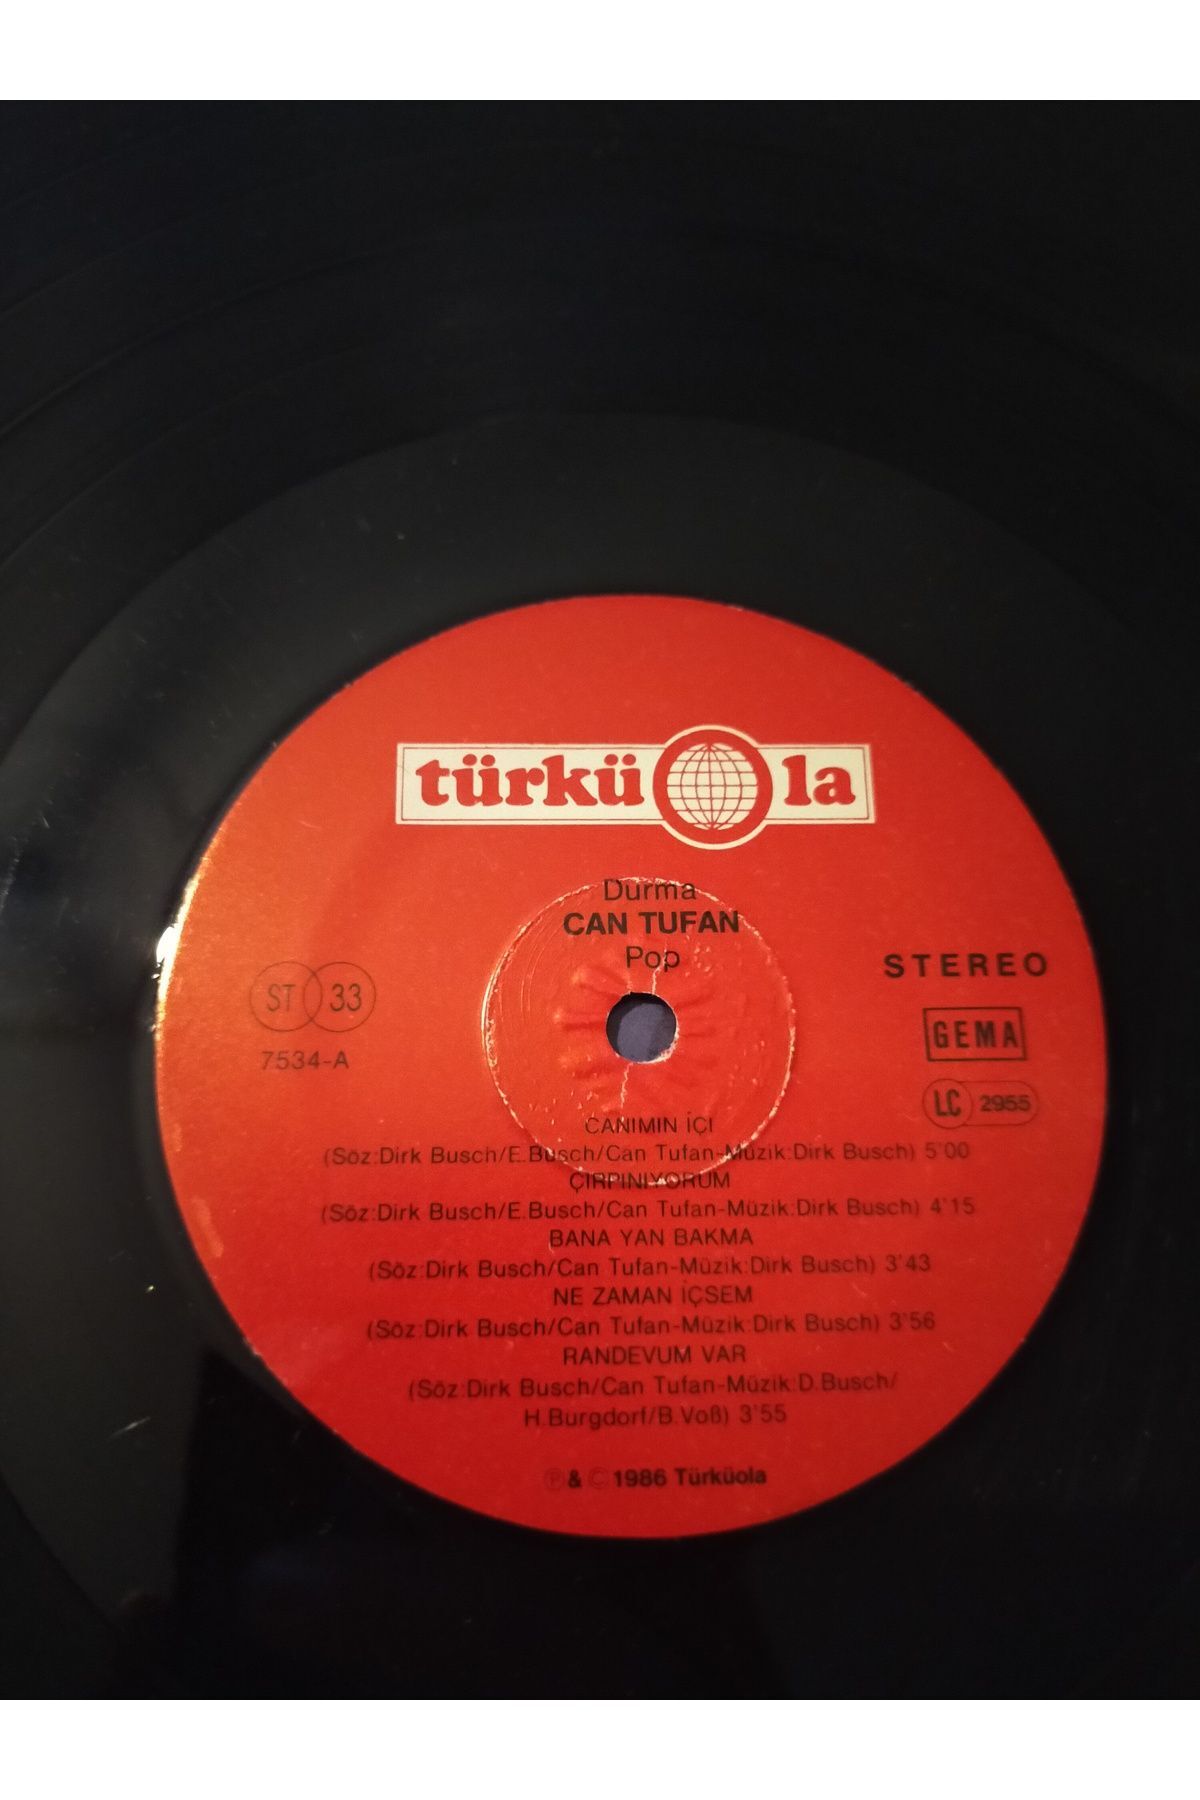 türküola
Durma
CAN TUFAN
Pop
STEREO
ST 33
GEMA
7534-A
LC 2955
CANIMIN İÇİ
(Söz:Dirk Busch/E.Busch/Can Tufan-Müzik:Dirk Busch) 5'00
ÇIRPINIYORUM
(Söz:Dirk Busch/E.Busch/Can Tufan-Müzik:Dirk Busch) 4'15
BANA YAN BAKMA
(Söz:Dirk Busch/Can Tufan-Müzik:Dirk Busch) 3'43
NE ZAMAN İÇSEM
(Söz:Dirk Busch/Can Tufan-Müzik:Dirk Busch) 3'56
RANDEVUM VAR
(Söz:Dirk Busch/Can Tufan-Müzik:D.Busch/
H.Burgdorf/B.Voß) 3'55
Ⓟ & Ⓒ 1986 Türküola